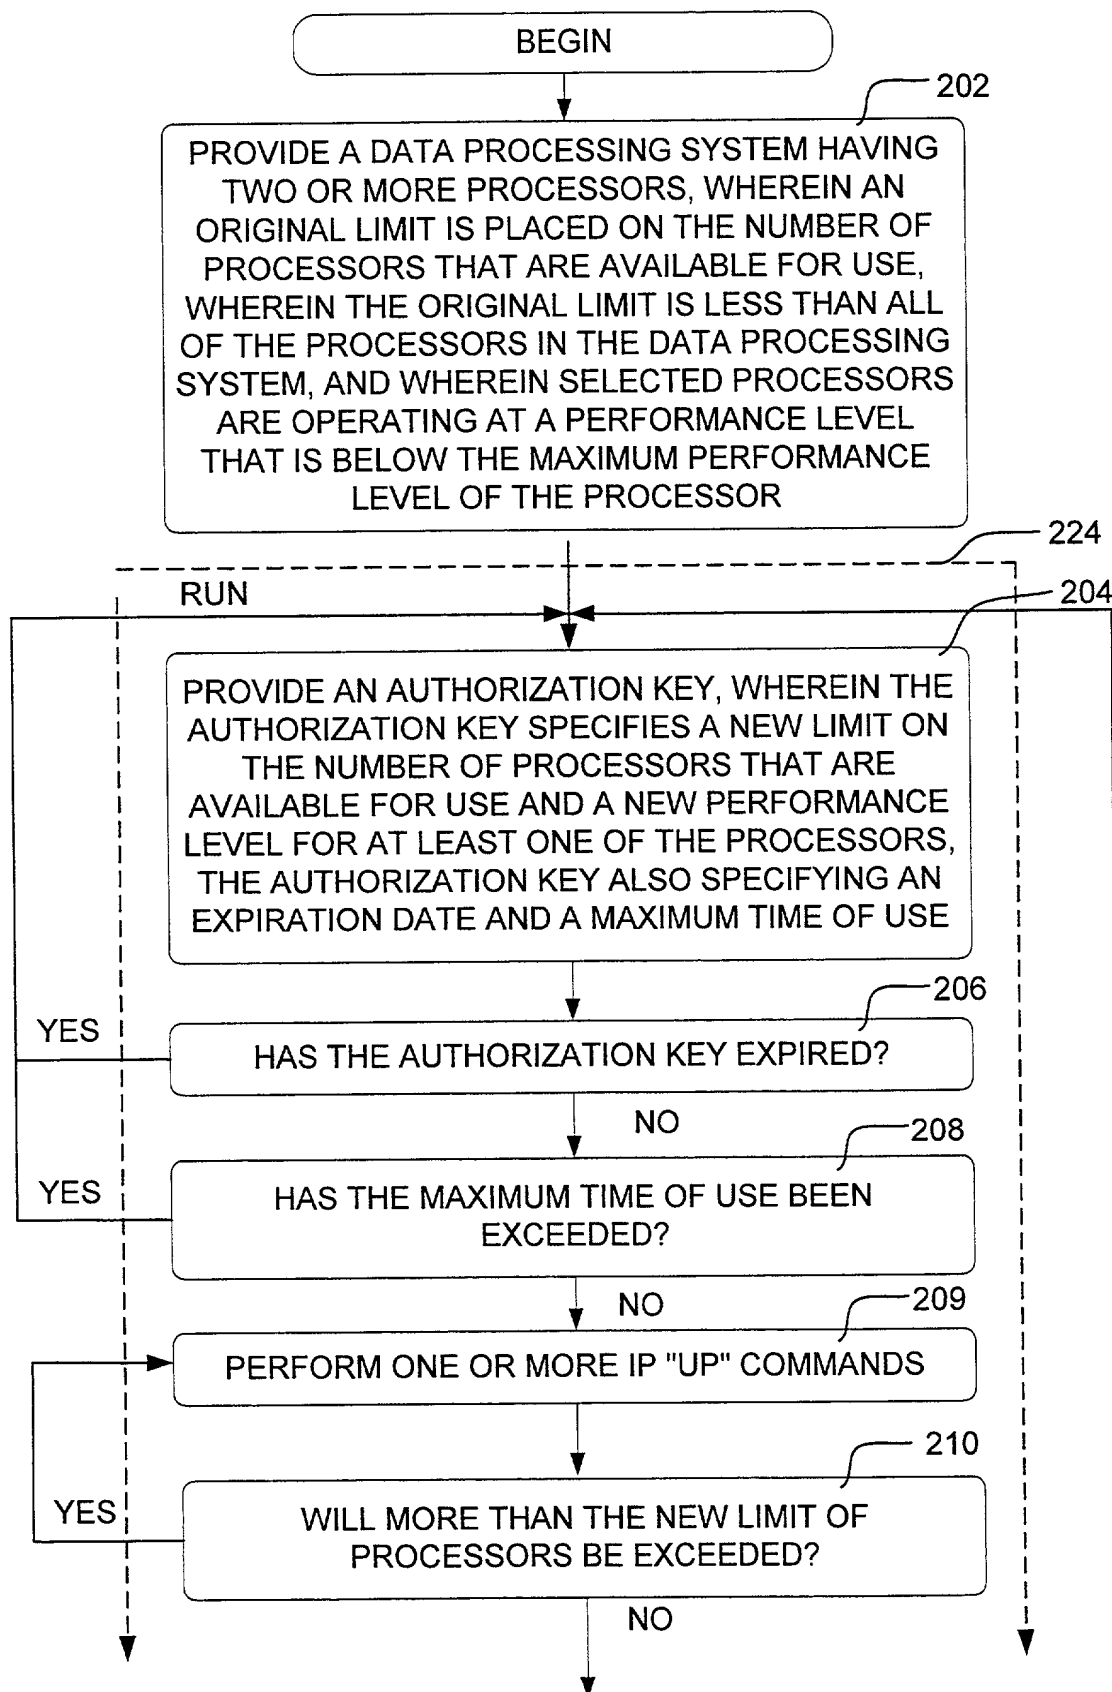 BEGIN
202
PROVIDE A DATA PROCESSING SYSTEM HAVING
TWO OR MORE PROCESSORS, WHEREIN AN
ORIGINAL LIMIT IS PLACED ON THE NUMBER OF
PROCESSORS THAT ARE AVAILABLE FOR USE,
WHEREIN THE ORIGINAL LIMIT IS LESS THAN ALL
OF THE PROCESSORS IN THE DATA PROCESSING
SYSTEM, AND WHEREIN SELECTED PROCESSORS
ARE OPERATING AT A PERFORMANCE LEVEL
THAT IS BELOW THE MAXIMUM PERFORMANCE
LEVEL OF THE PROCESSOR
224
RUN
204
PROVIDE AN AUTHORIZATION KEY, WHEREIN THE
AUTHORIZATION KEY SPECIFIES A NEW LIMIT ON
THE NUMBER OF PROCESSORS THAT ARE
AVAILABLE FOR USE AND A NEW PERFORMANCE
LEVEL FOR AT LEAST ONE OF THE PROCESSORS,
THE AUTHORIZATION KEY ALSO SPECIFYING AN
EXPIRATION DATE AND A MAXIMUM TIME OF USE
206
YES
HAS THE AUTHORIZATION KEY EXPIRED?
NO
208
YES
HAS THE MAXIMUM TIME OF USE BEEN
EXCEEDED?
NO
209
PERFORM ONE OR MORE IP "UP" COMMANDS
210
YES
WILL MORE THAN THE NEW LIMIT OF
PROCESSORS BE EXCEEDED?
NO